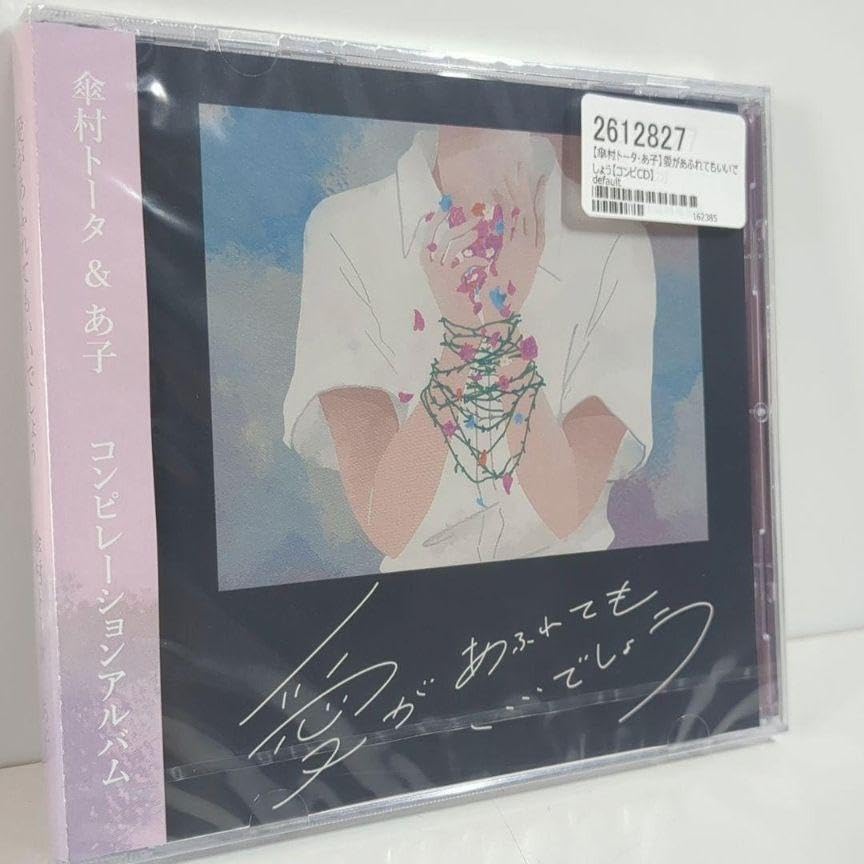 傘村トータ & あ子 コンピレーションアルバム
愛があふれても
いいでしょう
2612827
【傘村トータ・あ子】愛があふれてもいいで
しょう【コンピCD】
default
162385